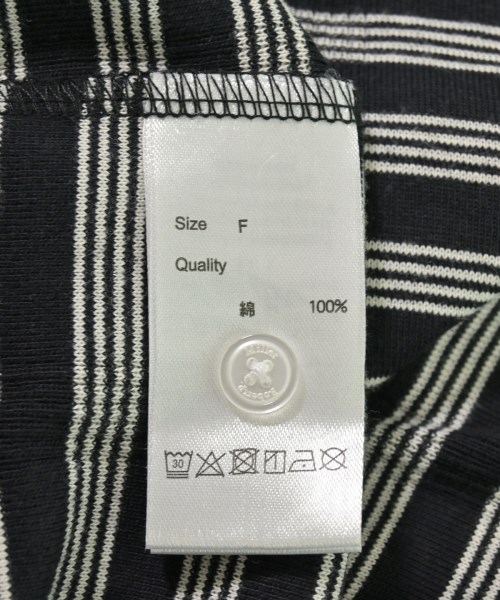 Size F
Quality
綿 100%
30